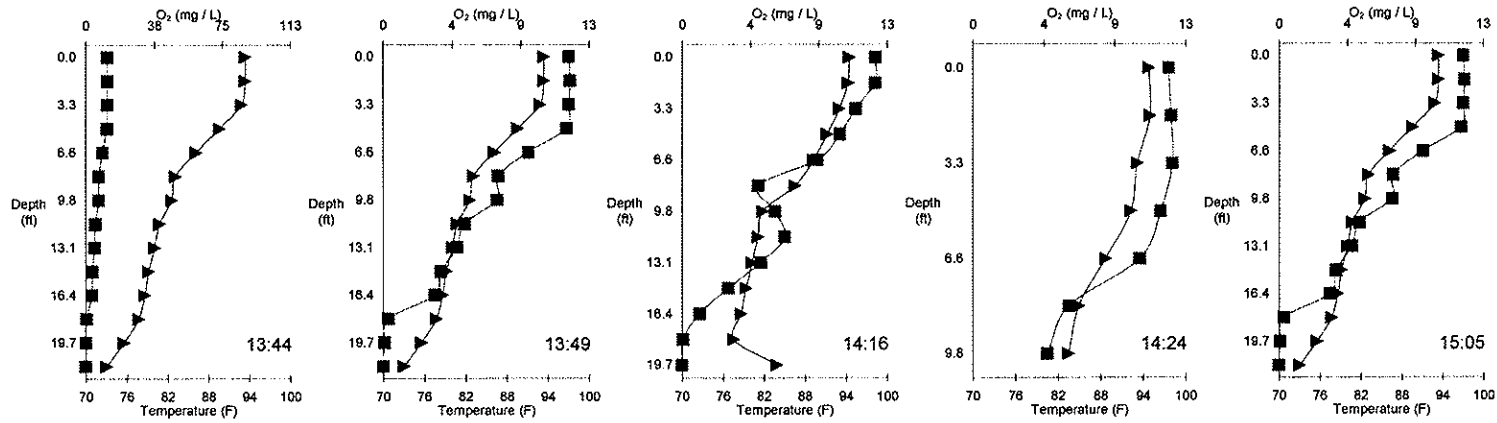 O₂ (mg / L)
0 38 75 113
0.0
3.3
6.6
9.8
Depth
(ft)
13.1
16.4
19.7
13:44
70 76 82 88 94 100
Temperature (F)
O₂ (mg / L)
0 4 9 13
0.0
3.3
6.6
9.8
Depth
(ft)
13.1
16.4
19.7
13:49
70 76 82 88 94 100
Temperature (F)
O₂ (mg / L)
0 4 9 13
0.0
3.3
6.6
Depth
(ft)
9.8
13.1
16.4
19.7
14:16
70 76 82 88 94 100
Temperature (F)
O₂ (mg / L)
0 4 9 13
0.0
3.3
Depth
(ft)
6.6
9.8
14:24
70 76 82 88 94 100
Temperature (F)
O₂ (mg / L)
0 4 9 13
0.0
3.3
6.6
9.8
Depth
(ft)
13.1
16.4
19.7
15:05
70 76 82 88 94 100
Temperature (F)